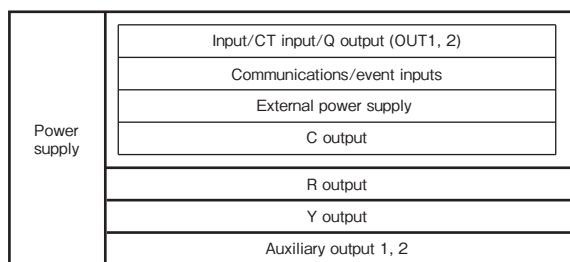 Power
supply
Input/CT input/Q output (OUT1, 2)
Communications/event inputs
External power supply
C output
R output
Y output
Auxiliary output 1, 2